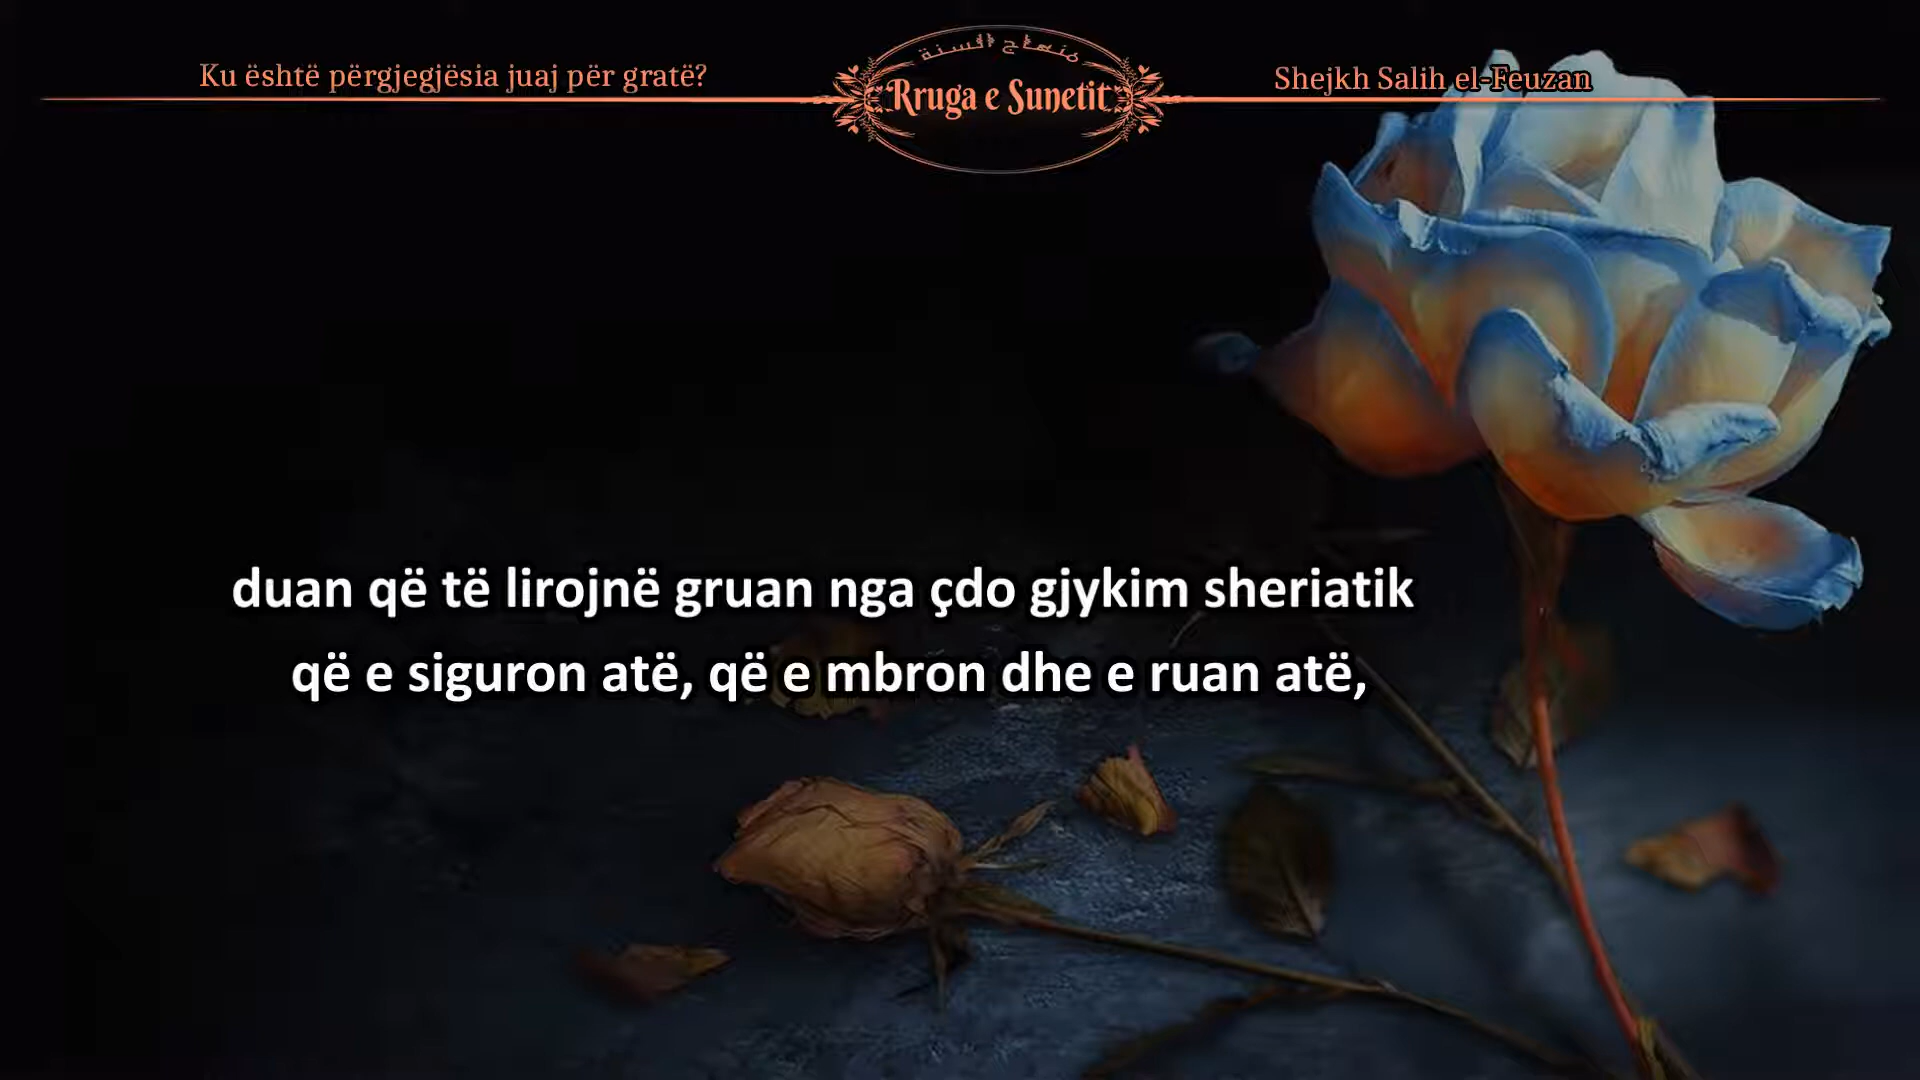 Ku është përgjegjësia juaj për gratë?
منهاج السنة
Rruga e Sunetit
Shejkh Salih el-Feuzan
duan që të lirojnë gruan nga çdo gjykim sheriatik
që e siguron atë, që e mbron dhe e ruan atë,